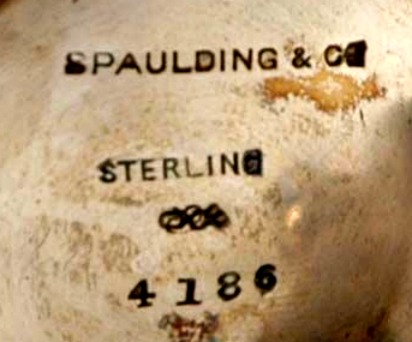 SPAULDING & Co
STERLING
4186